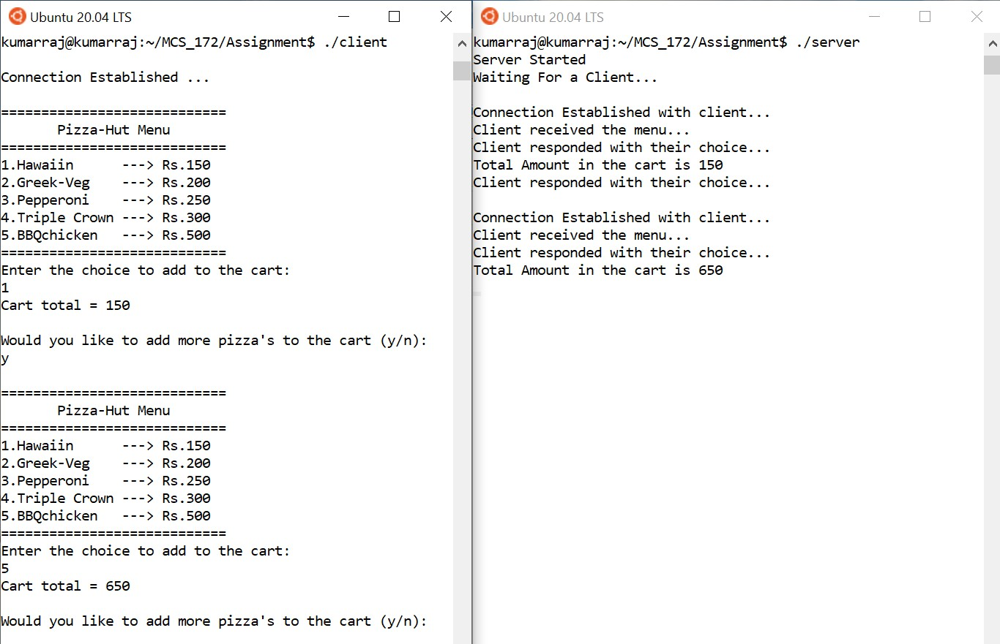 Ubuntu 20.04 LTS
kumarraj@kumarraj:~/MCS_172/Assignment$ ./client
Connection Established ...
============================
Pizza-Hut Menu
============================
1.Hawaiin      ---> Rs.150
2.Greek-Veg    ---> Rs.200
3.Pepperoni    ---> Rs.250
4.Triple Crown ---> Rs.300
5.BBQchicken   ---> Rs.500
============================
Enter the choice to add to the cart:
1
Cart total = 150
Would you like to add more pizza's to the cart (y/n):
y
============================
Pizza-Hut Menu
============================
1.Hawaiin      ---> Rs.150
2.Greek-Veg    ---> Rs.200
3.Pepperoni    ---> Rs.250
4.Triple Crown ---> Rs.300
5.BBQchicken   ---> Rs.500
============================
Enter the choice to add to the cart:
5
Cart total = 650
Would you like to add more pizza's to the cart (y/n):
Ubuntu 20.04 LTS
kumarraj@kumarraj:~/MCS_172/Assignment$ ./server
Server Started
Waiting For a Client...
Connection Established with client...
Client received the menu...
Client responded with their choice...
Total Amount in the cart is 150
Client responded with their choice...
Connection Established with client...
Client received the menu...
Client responded with their choice...
Total Amount in the cart is 650